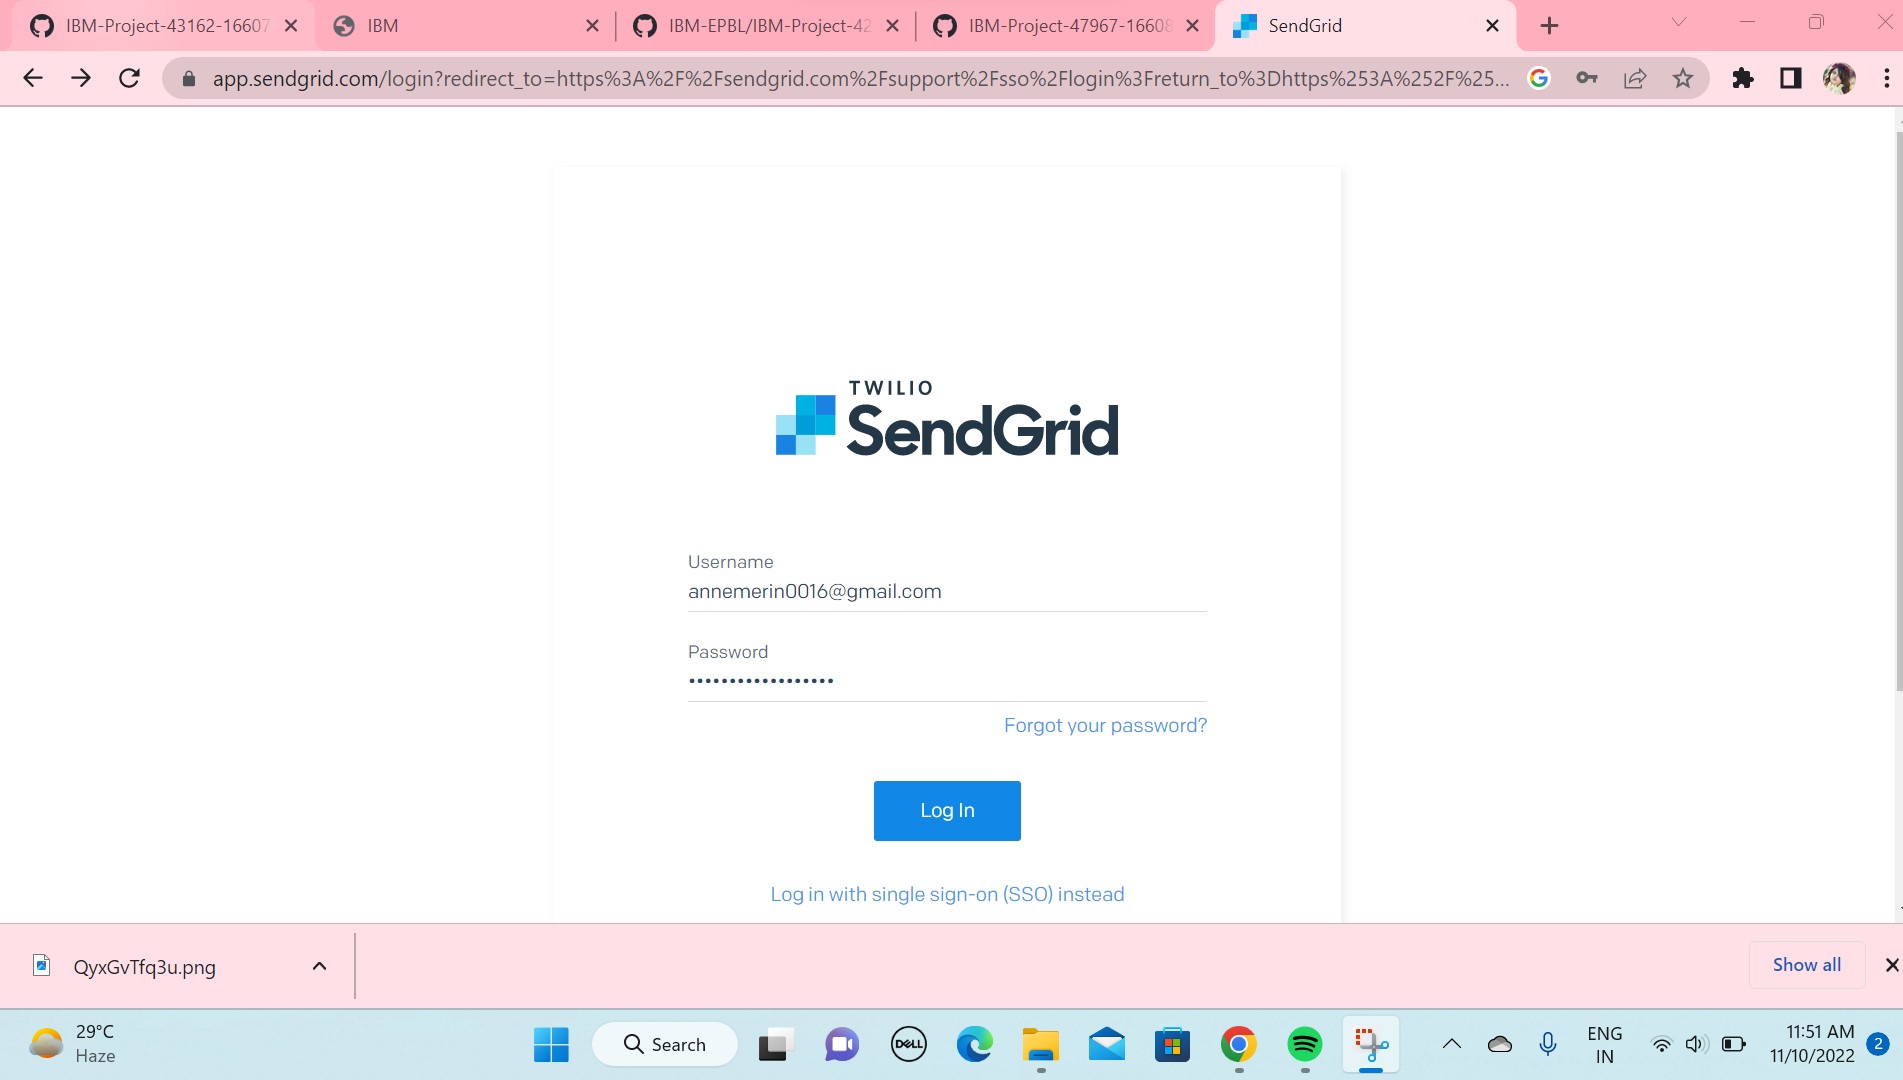 IBM-Project-43162-16607
IBM
IBM-EPBL/IBM-Project-42
IBM-Project-47967-16608
SendGrid
app.sendgrid.com/login?redirect_to=https%3A%2F%2Fsendgrid.com%2Fsupport%2Fsso%2Flogin%3Freturn_to%3Dhttps%253A%252F%25...
TWILIO
SendGrid
Username
annemerin0016@gmail.com
Password
Forgot your password?
Log In
Log in with single sign-on (SSO) instead
QyxGvTfq3u.png
Show all
29°C
Haze
Search
DELL
ENG
IN
11:51 AM
11/10/2022
2